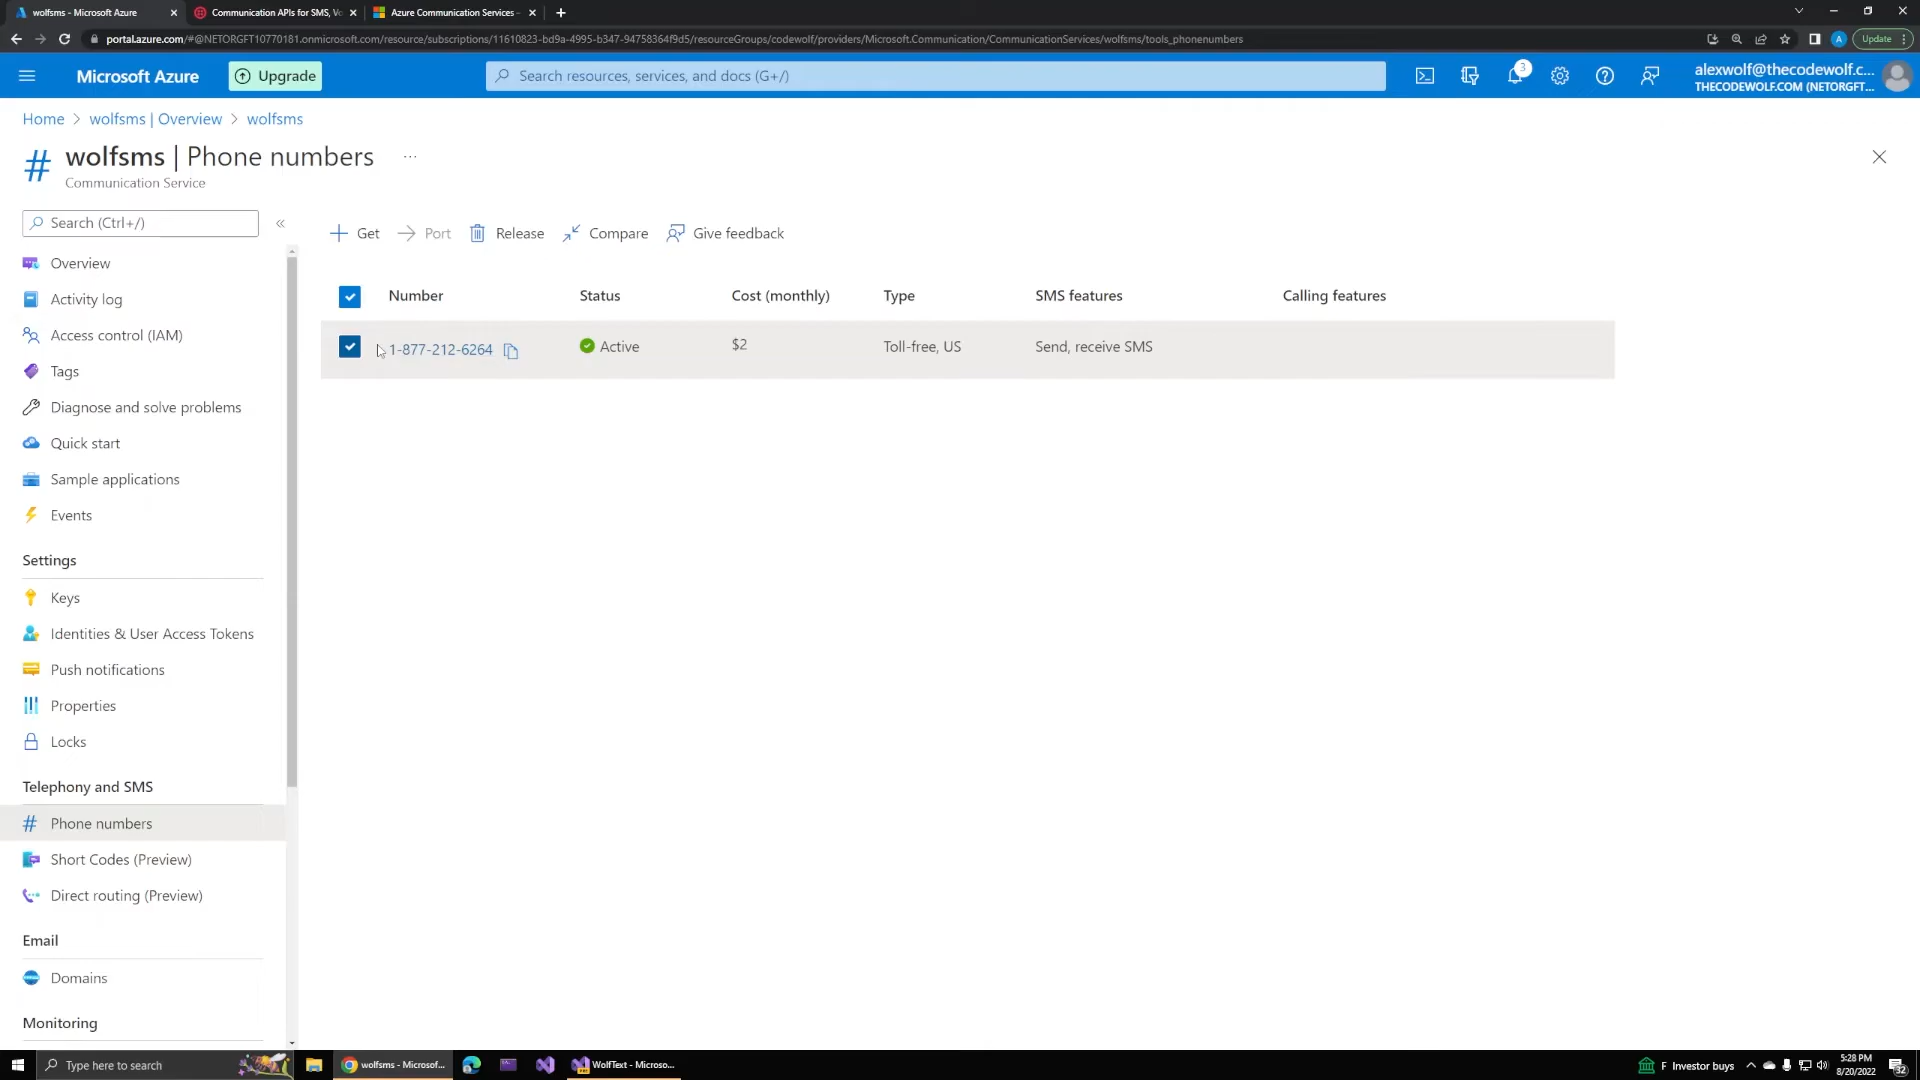 wolfsms - Microsoft Azure
Communication APIs for SMS, Vo
Azure Communication Services -
portal.azure.com/#@NETORGFT10770181.onmicrosoft.com/resource/subscriptions/11610823-bd9a-4995-b347-94758364f9d5/resourceGroups/codewolf/providers/Microsoft.Communication/CommunicationServices/wolfsms/tools_phonenumbers
A
Update
Microsoft Azure
Upgrade
Search resources, services, and docs (G+/)
3
alexwolf@thecodewolf.c...
THECODEWOLF.COM (NETORGFT...
Home > wolfsms | Overview > wolfsms
wolfsms | Phone numbers ...
Communication Service
Search (Ctrl+/)
«
Get
Port
Release
Compare
Give feedback
Overview
Activity log
Access control (IAM)
Tags
Diagnose and solve problems
Quick start
Sample applications
Events
Settings
Keys
Identities & User Access Tokens
Push notifications
Properties
Locks
Telephony and SMS
Phone numbers
Short Codes (Preview)
Direct routing (Preview)
Email
Domains
Monitoring
Number Status Cost (monthly) Type SMS features Calling features
1-877-212-6264 Active $2 Toll-free, US Send, receive SMS
Type here to search
wolfsms - Microsof...
WolfText - Microso...
F Investor buys
5:28 PM
8/20/2022
32